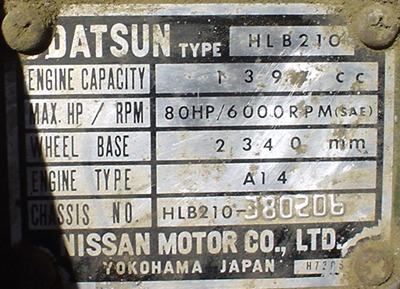 DATSUN TYPE HLB210
ENGINE CAPACITY 1397 cc
MAX. HP / RPM 80HP/6000RPM(SAE)
WHEEL BASE 2340 mm
ENGINE TYPE A14
CHASSIS NO. HLB210-380206
NISSAN MOTOR CO., LTD.
YOKOHAMA JAPAN